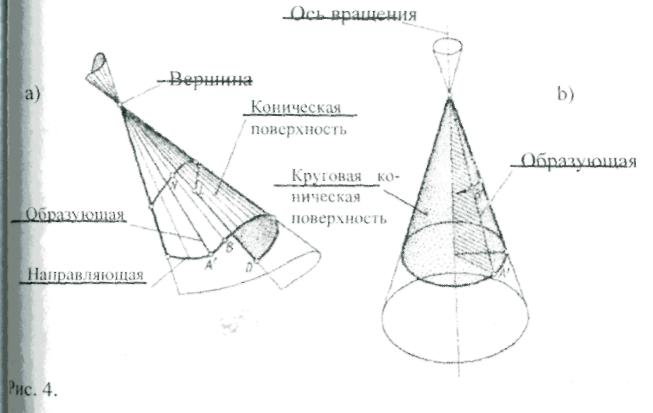 Ось вращения
a)
Вершина
b)
Коническая
поверхность
Образующая
Круговая ко-
ническая
поверхность
Образующая
A'
B
D
Направляющая
A'
Рис. 4.